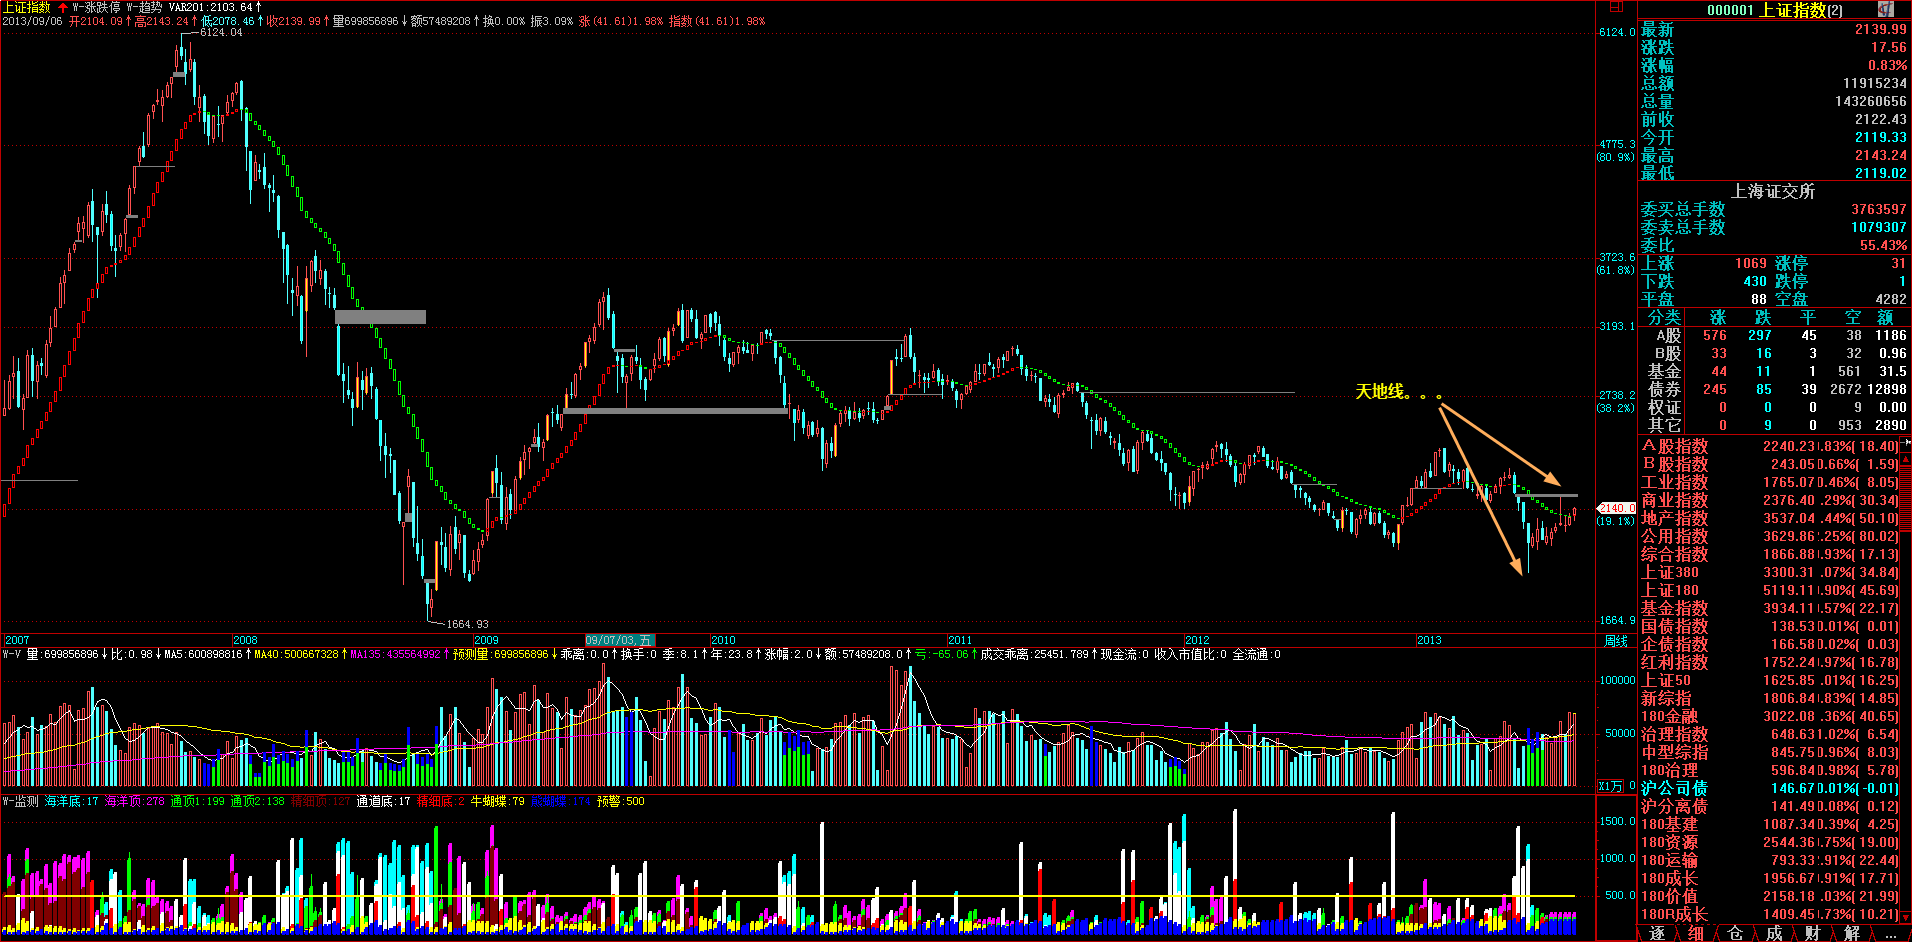 上证指数 W-涨跌停 W-趋势 VAR201:2103.64↑
2013/09/06 开2104.09↑高2143.24↑低2078.46↑收2139.99↑量699856896↓额57489208↑换0.00% 振3.09% 涨(41.61)1.98% 指数(41.61)1.98%
6124.04
天地线。。。
1664.93
6124.0
4775.3
(80.9%)
3723.6
(61.8%)
3193.1
2738.2
(38.2%)
2140.0
(19.1%)
1664.9
2007 2008 2009 09/07/03,五 2010 2011 2012 2013 周线
W-V 量:699856896↓比:0.98↓MA5:600898816↑MA40:500667328↑MA135:435564992↑预测量:699856896↓乖离:0.0↑换手:0 季:8.1↑年:23.8↑涨幅:2.0↓额:57489208.0↑亏:-65.06↑成交乖离:25451.789↑现金流:0 收入市值比:0 全流通:0
100000
50000
X1万 0
W-监测 海洋底:17 海洋顶:278 通顶1:199 通顶2:138 精细顶:127 通道底:17 精细底:2 牛蝴蝶:79 熊蝴蝶:174 预警:500
1500.0
1000.0
500.0
000001 上证指数(2)
最新 2139.99
涨跌 17.56
涨幅 0.83%
总额 11915234
总量 143260656
前收 2122.43
今开 2119.33
最高 2143.24
最低 2119.02
上海证交所
委买总手数 3763597
委卖总手数 1079307
委比 55.43%
上涨 1069 涨停 31
下跌 430 跌停 1
平盘 88 空盘 4282
分类 涨 跌 平 空 额
A股 576 297 45 38 1186
B股 33 16 3 32 0.96
基金 44 11 1 561 31.5
债券 245 85 39 2672 12898
权证 0 0 0 9 0.00
其它 0 9 0 953 2890
A股指数 2240.23 .83%( 18.40)
B股指数 243.05 0.66%( 1.59)
工业指数 1765.07 0.46%( 8.05)
商业指数 2376.40 .29%( 30.34)
地产指数 3537.04 .44%( 50.10)
公用指数 3629.86 .25%( 80.02)
综合指数 1866.88 .93%( 17.13)
上证380 3300.31 .07%( 34.84)
上证180 5119.11 .90%( 45.69)
基金指数 3934.11 .57%( 22.17)
国债指数 138.53 0.01%( 0.01)
企债指数 166.58 0.02%( 0.03)
红利指数 1752.24 .97%( 16.78)
上证50 1625.85 .01%( 16.25)
新综指 1806.84 .83%( 14.85)
180金融 3022.08 .36%( 40.65)
治理指数 648.63 1.02%( 6.54)
中型综指 845.75 0.96%( 8.03)
180治理 596.84 0.98%( 5.78)
沪公司债 146.67 0.01%( -0.01)
沪分离债 141.49 0.08%( 0.12)
180基建 1087.34 0.39%( 4.25)
180资源 2544.36 .75%( 19.00)
180运输 793.33 .91%( 22.44)
180成长 1956.67 .91%( 17.71)
180价值 2158.18 .03%( 21.99)
180R成长 1409.45 .73%( 10.21)
逐 细 仓 成 财 解 ...